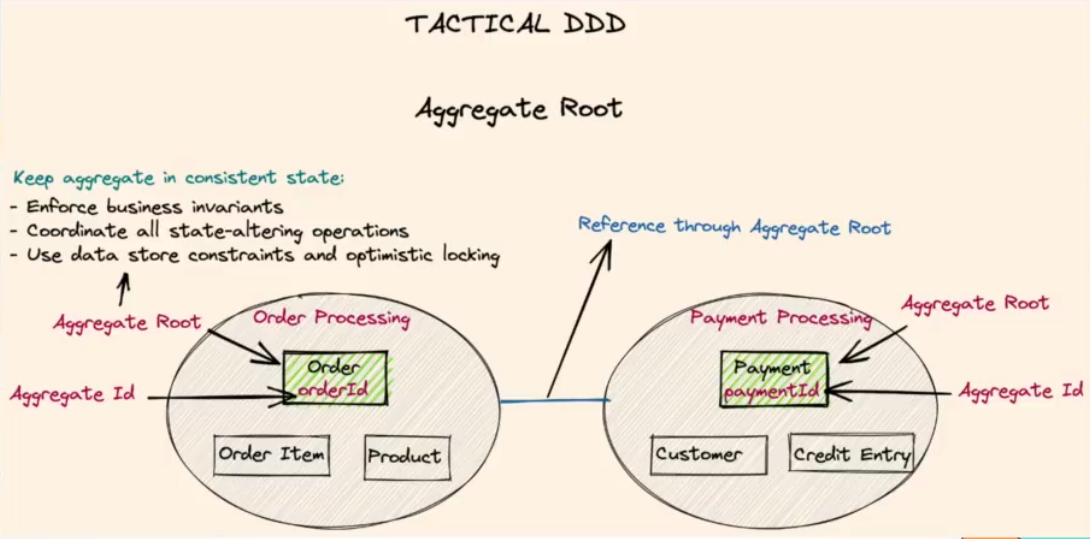 TACTICAL DDD
Aggregate Root
Keep aggregate in consistent state:
- Enforce business invariants
- Coordinate all state-altering operations
- Use data store constraints and optimistic locking
Reference through Aggregate Root
Aggregate Root
Order Processing
Order
orderId
Aggregate Id
Order Item
Product
Payment Processing
Aggregate Root
Payment
paymentId
Aggregate Id
Customer
Credit Entry